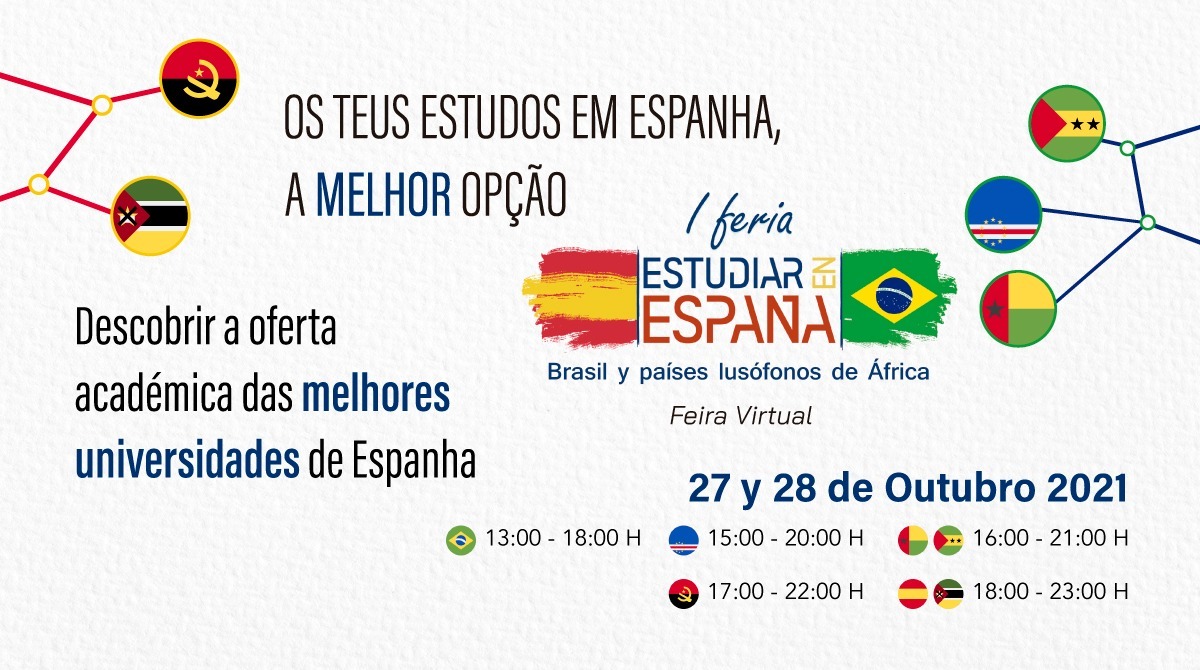 OS TEUS ESTUDOS EM ESPANHA,
A MELHOR OPÇÃO
I feria
ESTUDIAR EN
ESPAÑA
Brasil y países lusófonos de África
Feira Virtual
Descobrir a oferta
académica das melhores
universidades de Espanha
27 y 28 de Outubro 2021
13:00 - 18:00 H 15:00 - 20:00 H 16:00 - 21:00 H
17:00 - 22:00 H 18:00 - 23:00 H